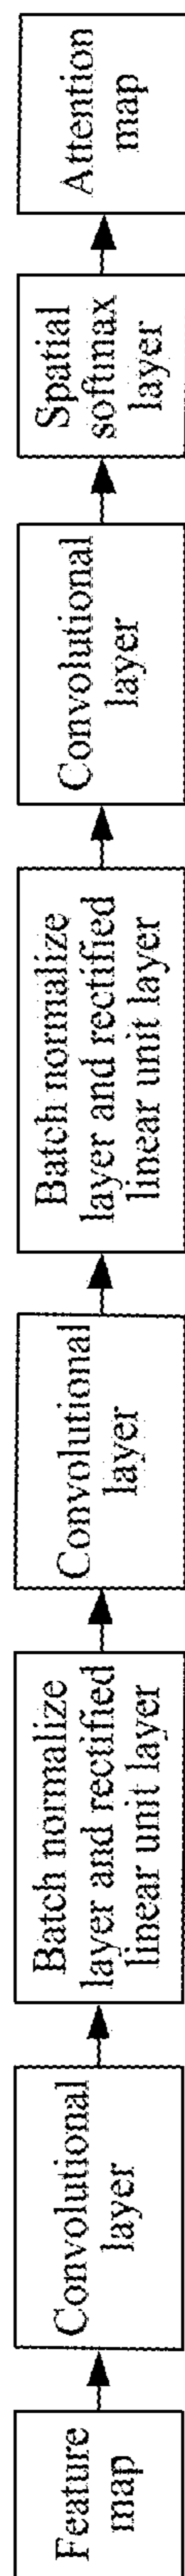 Feature
map
Convolutional
layer
Batch normalize
layer and rectified
linear unit layer
Convolutional
layer
Batch normalize
layer and rectified
linear unit layer
Convolutional
layer
Spatial
softmax
layer
Attention
map